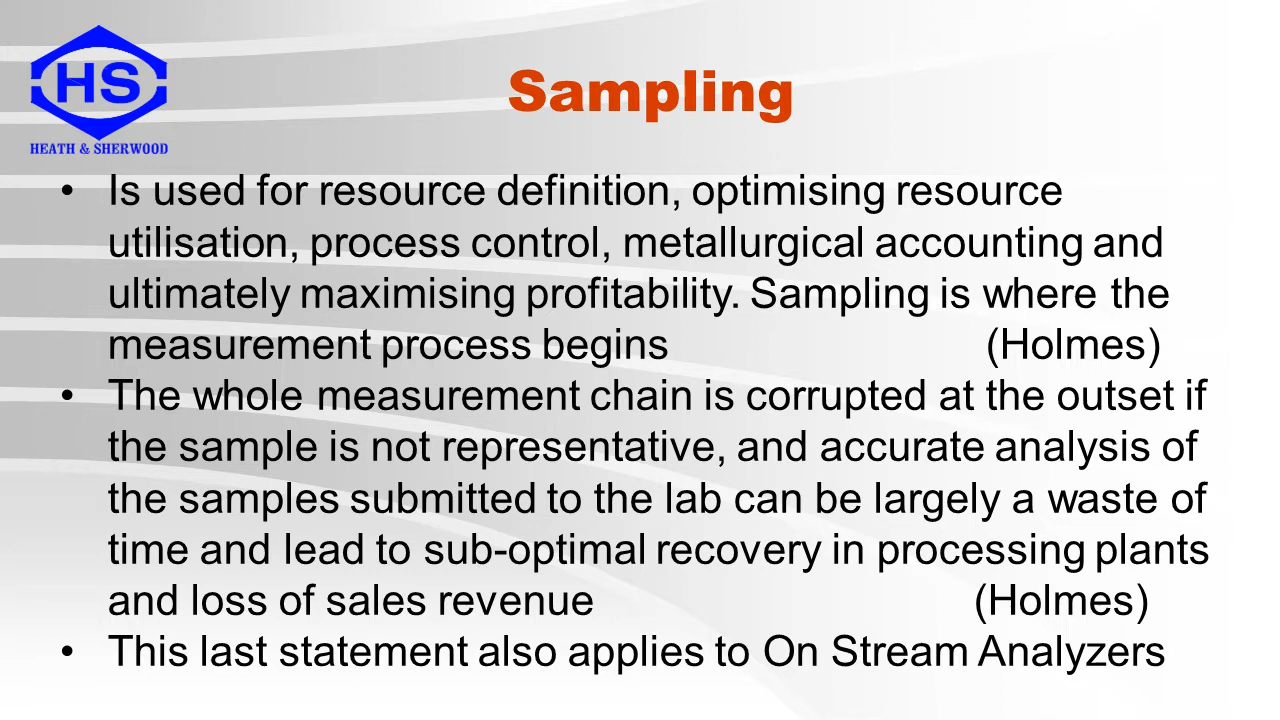 HS
HEATH & SHERWOOD
Sampling
• Is used for resource definition, optimising resource
utilisation, process control, metallurgical accounting and
ultimately maximising profitability. Sampling is where the
measurement process begins (Holmes)
• The whole measurement chain is corrupted at the outset if
the sample is not representative, and accurate analysis of
the samples submitted to the lab can be largely a waste of
time and lead to sub-optimal recovery in processing plants
and loss of sales revenue (Holmes)
• This last statement also applies to On Stream Analyzers